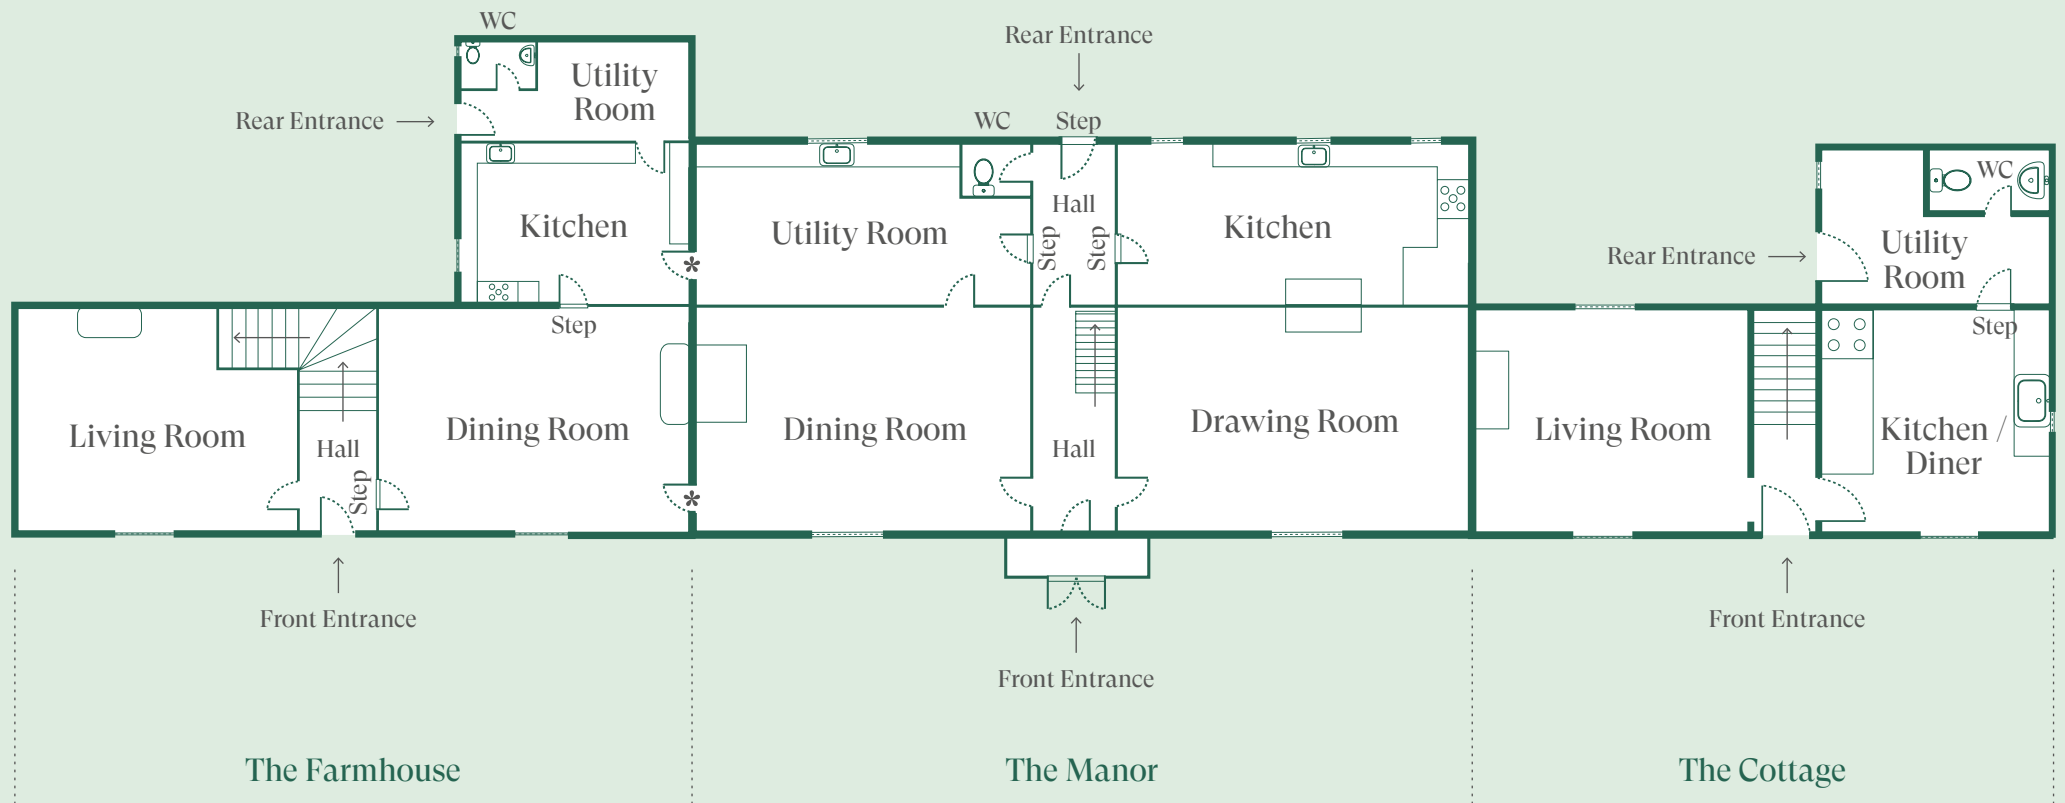 WC
Utility
Room
Rear Entrance
Kitchen
*
Step
Living Room
Hall
Step
Dining Room
*
Front Entrance
The Farmhouse
Rear Entrance
WC
Step
Hall
Utility Room
Step
Step
Kitchen
Dining Room
Hall
Drawing Room
Front Entrance
The Manor
WC
Utility
Room
Rear Entrance
Step
Living Room
Kitchen /
Diner
Front Entrance
The Cottage